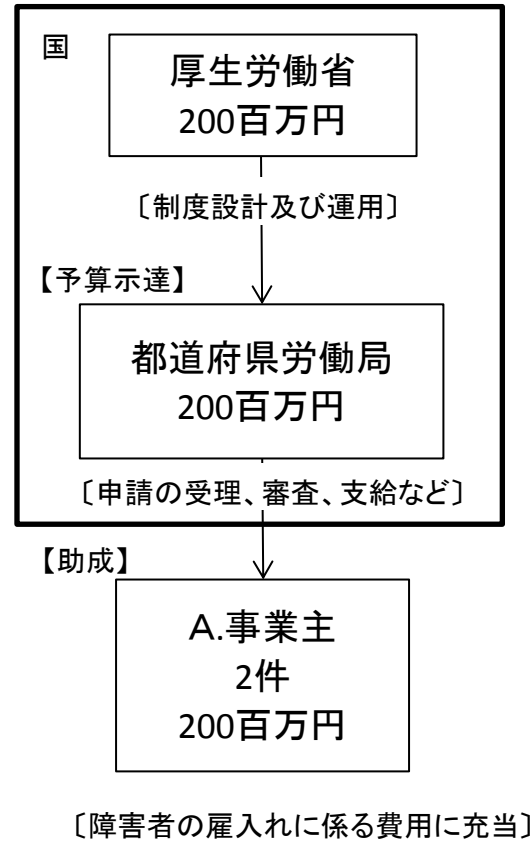 国
厚生労働省
200百万円
〔制度設計及び運用〕
【予算示達】
都道府県労働局
200百万円
〔申請の受理、審査、支給など〕
【助成】
A.事業主
2件
200百万円
〔障害者の雇入れに係る費用に充当〕